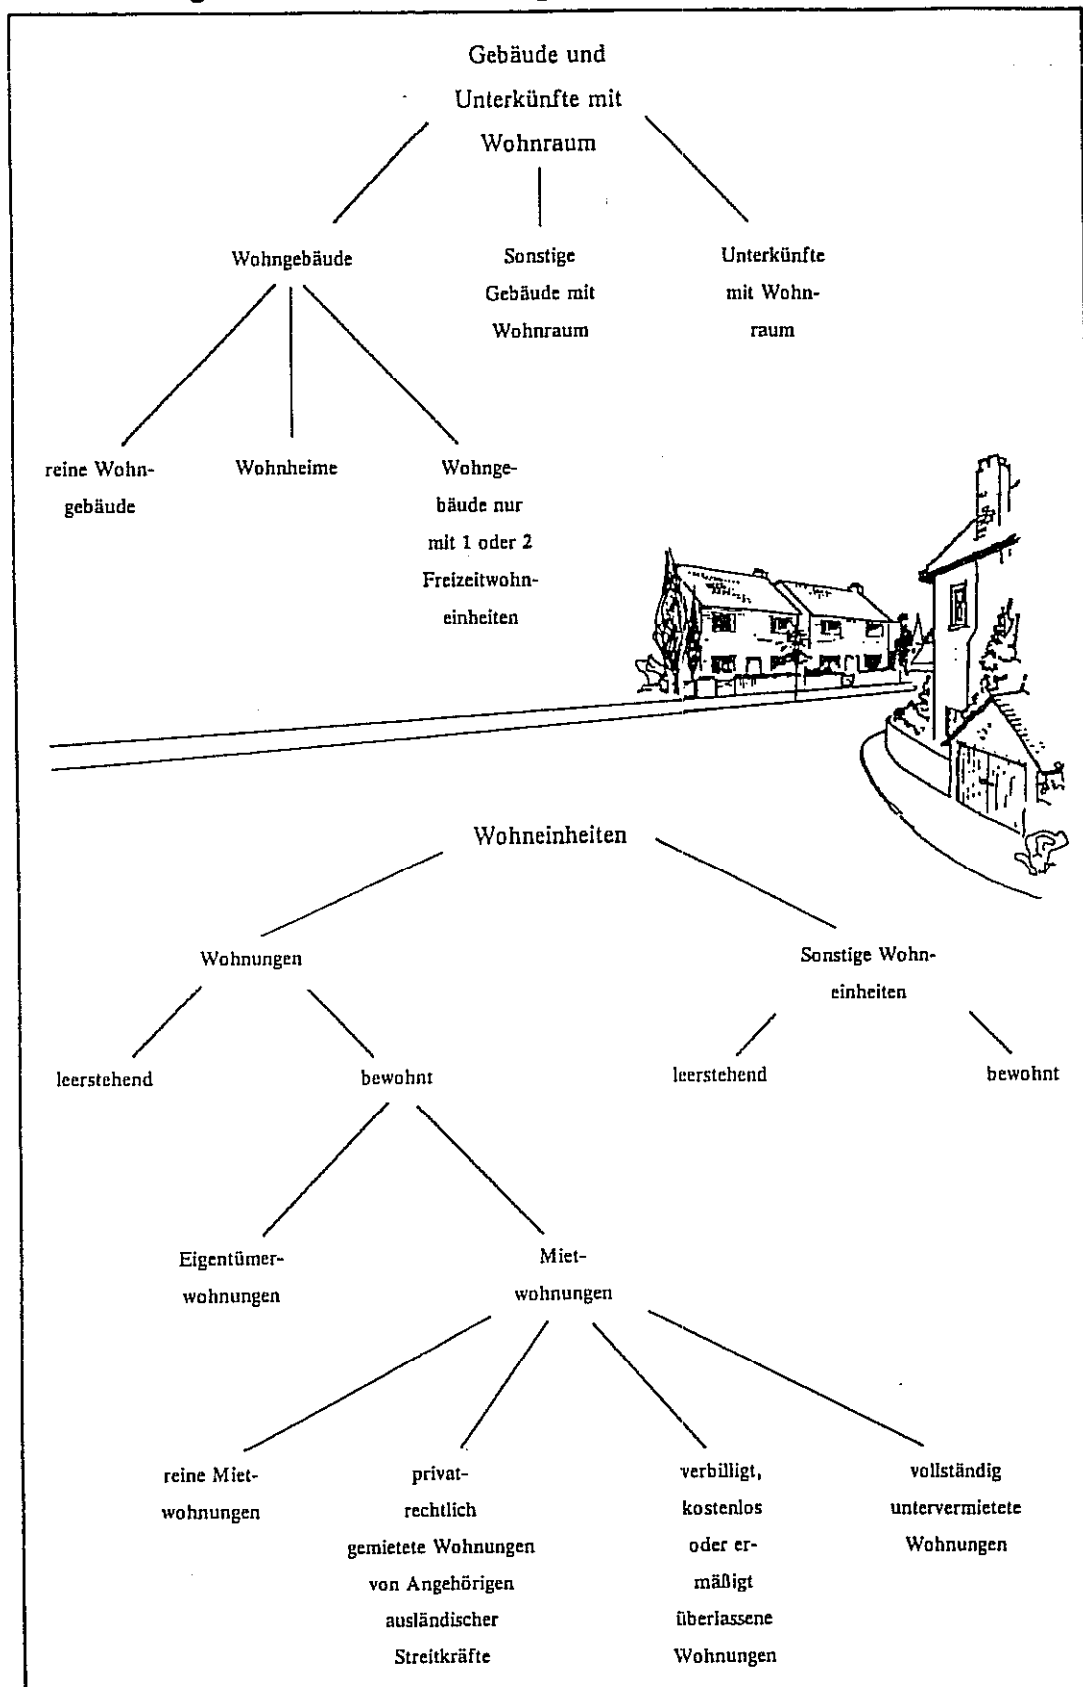 Gebäude und
Unterkünfte mit
Wohnraum
Wohngebäude
Sonstige
Gebäude mit
Wohnraum
Unterkünfte
mit Wohn-
raum
reine Wohn-
gebäude
Wohnheime
Wohnge-
bäude nur
mit 1 oder 2
Freizeitwohn-
einheiten
Wohneinheiten
Wohnungen
Sonstige Wohn-
einheiten
leerstehend
bewohnt
leerstehend
bewohnt
Eigentümer-
wohnungen
Miet-
wohnungen
reine Miet-
wohnungen
privat-
rechtlich
gemietete Wohnungen
von Angehörigen
ausländischer
Streitkräfte
verbilligt,
kostenlos
oder er-
mäßigt
überlassene
Wohnungen
vollständig
untervermietete
Wohnungen